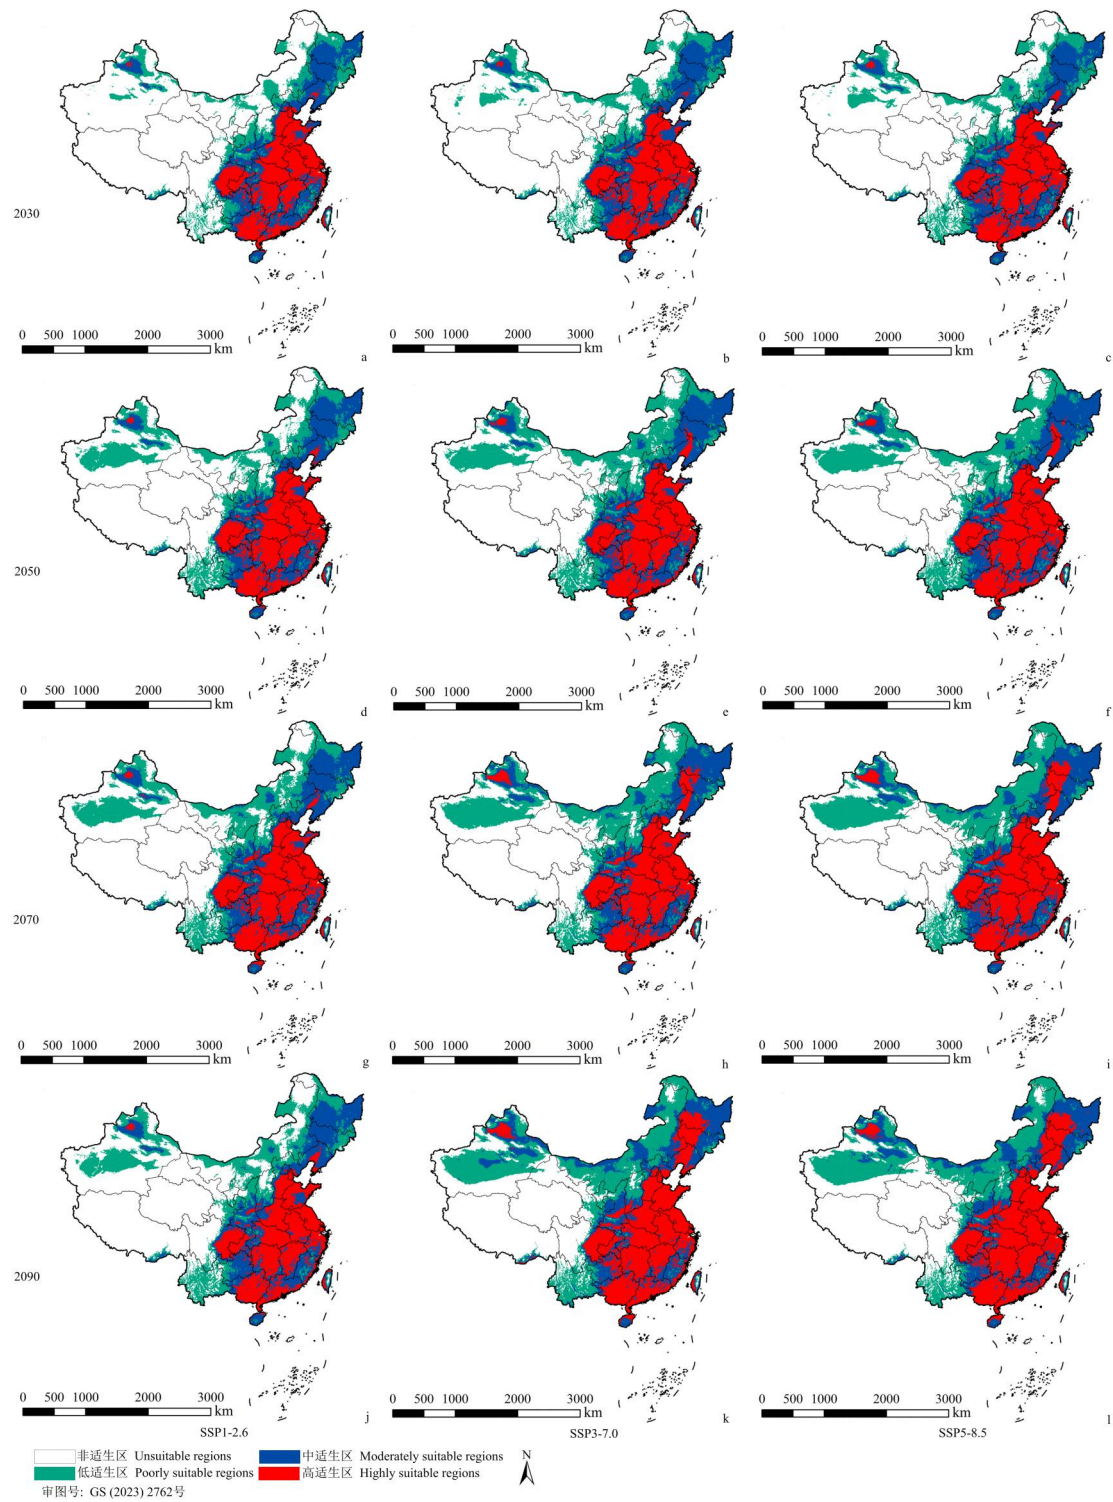 2030
0 500 1000 2000 3000
km
a
0 500 1000 2000 3000
km
b
0 500 1000 2000 3000
km
c
2050
0 500 1000 2000 3000
km
d
0 500 1000 2000 3000
km
e
0 500 1000 2000 3000
km
f
2070
0 500 1000 2000 3000
km
g
0 500 1000 2000 3000
km
h
0 500 1000 2000 3000
km
i
2090
0 500 1000 2000 3000
km
j
0 500 1000 2000 3000
km
k
0 500 1000 2000 3000
km
l
SSP1-2.6
SSP3-7.0
SSP5-8.5
非适生区 Unsuitable regions
中适生区 Moderately suitable regions
N
低适生区 Poorly suitable regions
高适生区 Highly suitable regions
审图号: GS (2023) 2762号